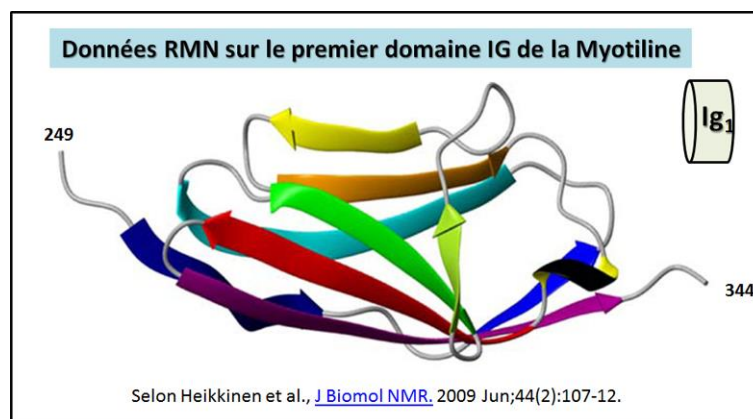 Données RMN sur le premier domaine IG de la Myotiline
Ig1
249
344
Selon Heikkinen et al., J Biomol NMR. 2009 Jun;44(2):107-12.